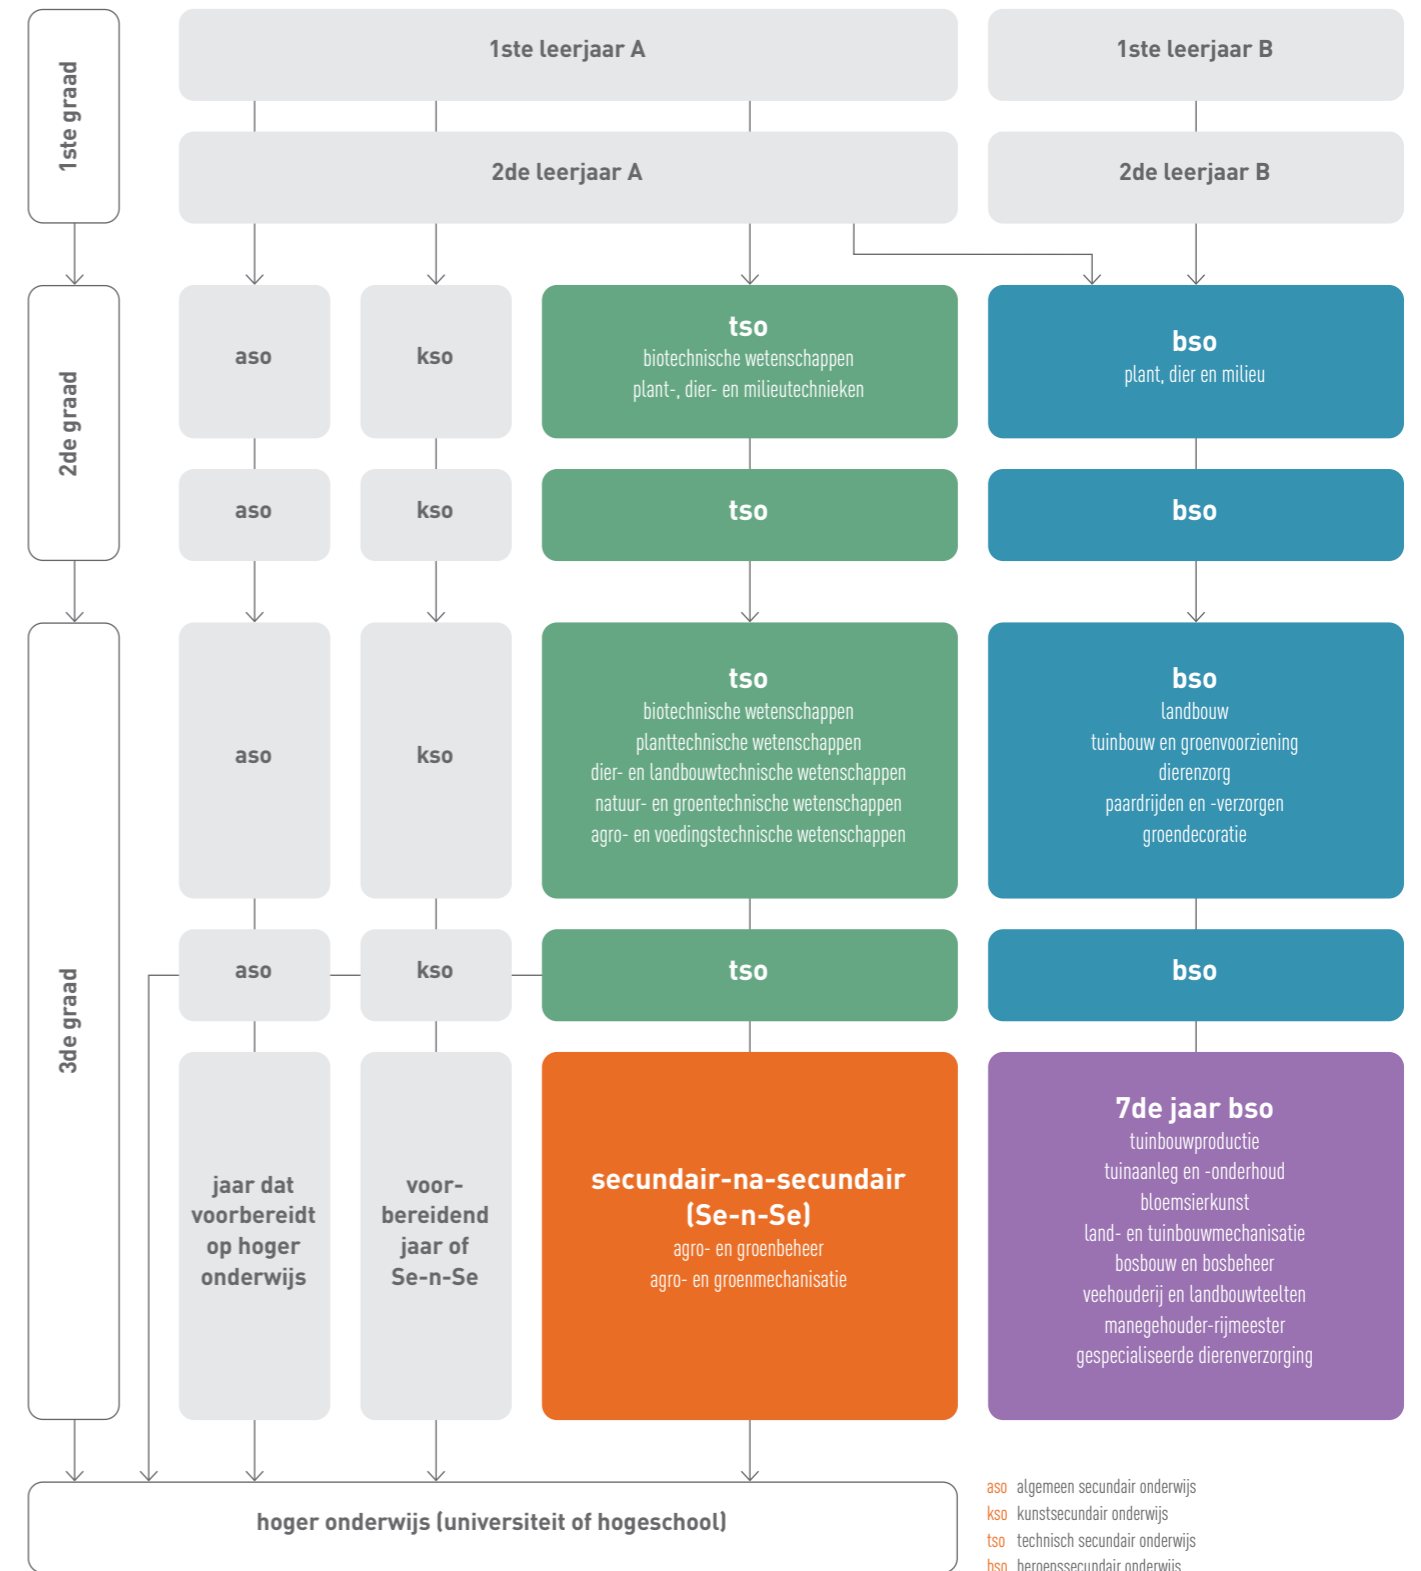 1ste graad
1ste leerjaar A
1ste leerjaar B
2de leerjaar A
2de leerjaar B
2de graad
aso
kso
tso
biotechnische wetenschappen
plant-, dier- en milieutechnieken
bso
plant, dier en milieu
aso
kso
tso
bso
3de graad
aso
kso
tso
biotechnische wetenschappen
planttechnische wetenschappen
dier- en landbouwtechnische wetenschappen
natuur- en groentechnische wetenschappen
agro- en voedingstechnische wetenschappen
bso
landbouw
tuinbouw en groenvoorziening
dierenzorg
paardrijden en -verzorgen
groendecoratie
aso
kso
tso
bso
jaar dat
voorbereidt
op hoger
onderwijs
voor-
bereidend
jaar of
Se-n-Se
secundair-na-secundair
(Se-n-Se)
agro- en groenbeheer
agro- en groenmechanisatie
7de jaar bso
tuinbouwproductie
tuinaanleg en -onderhoud
bloemsierkunst
land- en tuinbouwmechanisatie
bosbouw en bosbeheer
veehouderij en landbouwteelten
manegehouder-rijmeester
gespecialiseerde dierenverzorging
hoger onderwijs (universiteit of hogeschool)
aso algemeen secundair onderwijs
kso kunstsecundair onderwijs
tso technisch secundair onderwijs
bso beroepssecundair onderwijs